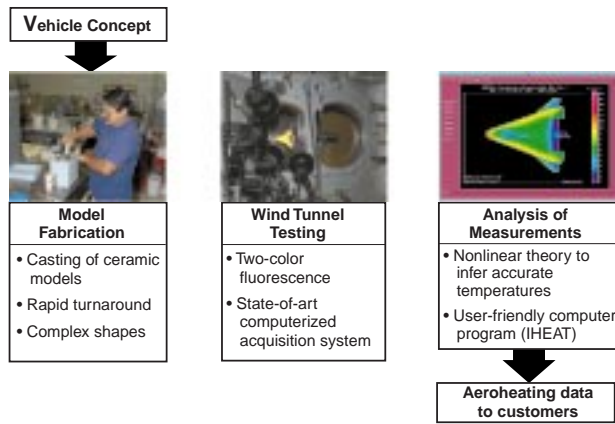 Vehicle Concept
Model
Fabrication
• Casting of ceramic
models
• Rapid turnaround
• Complex shapes
Wind Tunnel
Testing
• Two-color
fluorescence
• State-of-art
computerized
acquisition system
Analysis of
Measurements
• Nonlinear theory to
infer accurate
temperatures
• User-friendly computer
program (IHEAT)
Aeroheating data
to customers